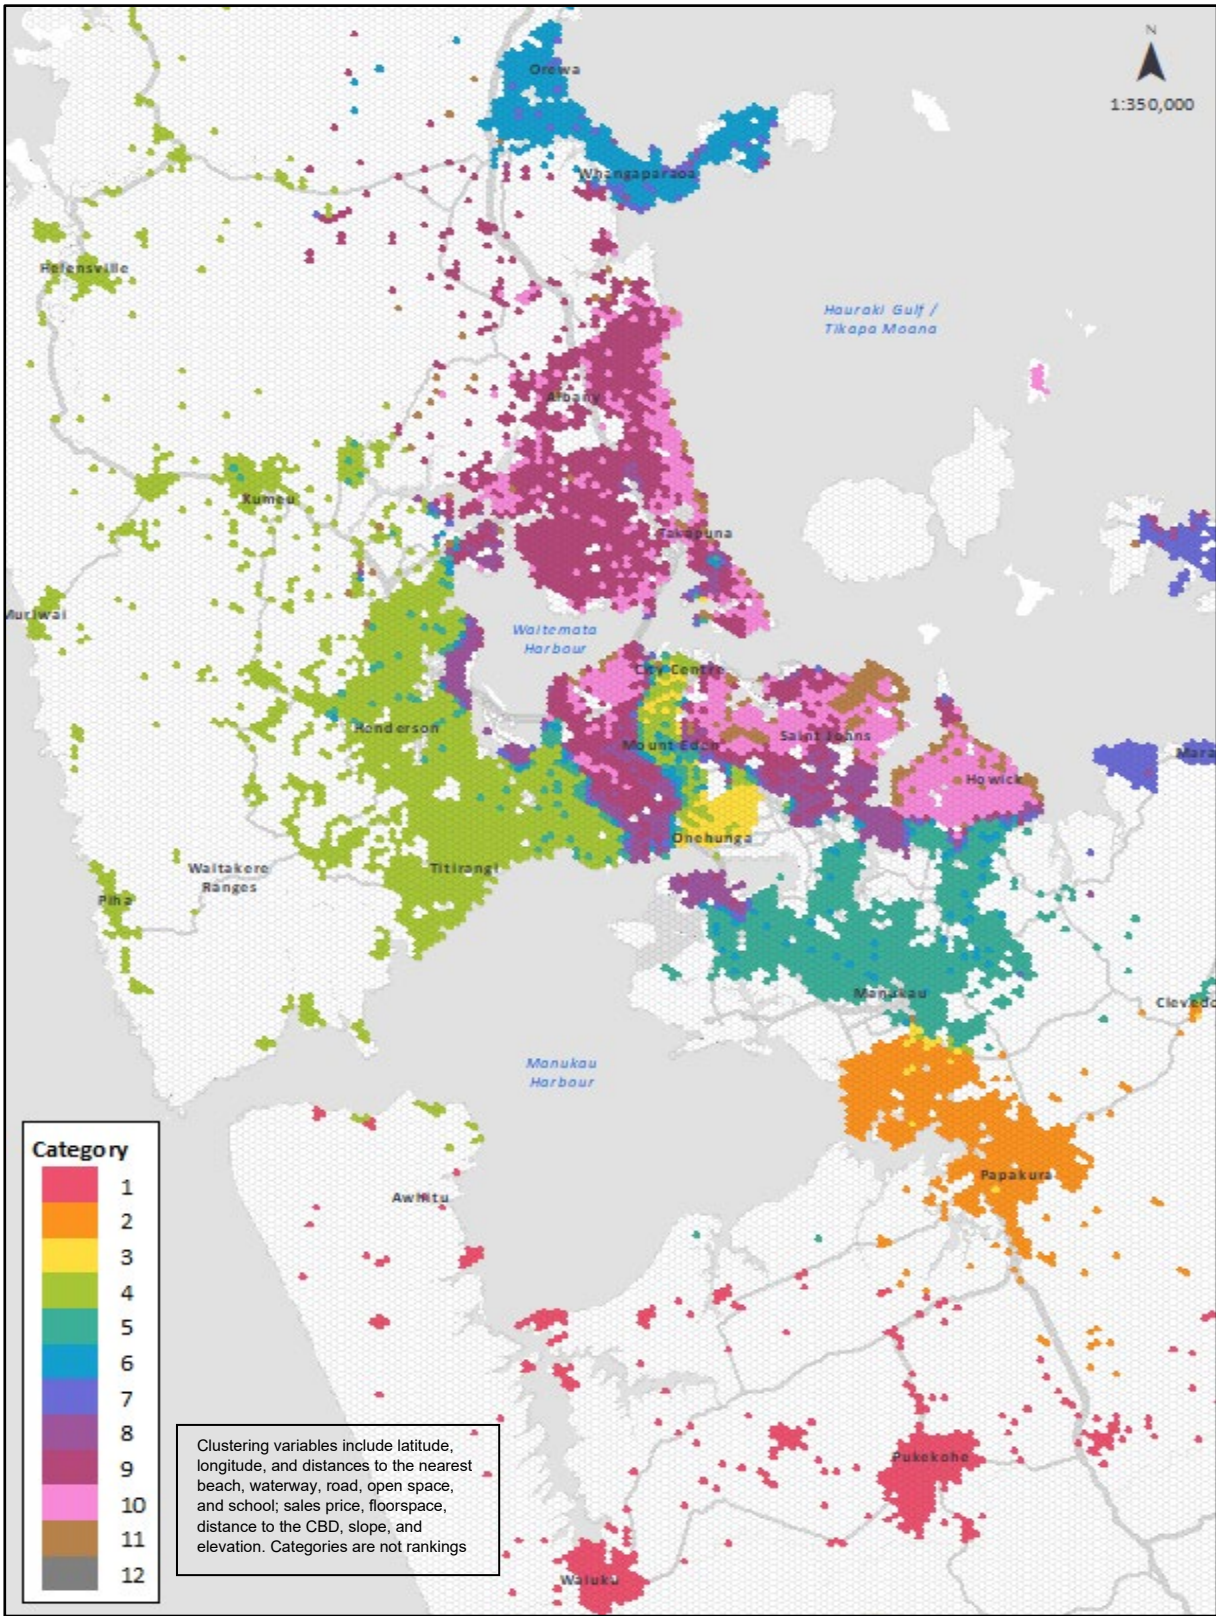 N
1:350,000
Orewa
Whangaparaoa
Helensville
Hauraki Gulf /
Tikapa Moana
Albany
Kumeu
Takapuna
Muriwai
Waitemata
Harbour
City Centre
Henderson
Mount Eden
Saint Johns
Mara
Howick
Onehunga
Titirangi
Waitakere
Ranges
Piha
Manukau
Clevedo
Manukau
Harbour
Papakura
Awhitu
Pukekohe
Waiuku
Category
1
2
3
4
5
6
7
8
9
10
11
12
Clustering variables include latitude,
longitude, and distances to the nearest
beach, waterway, road, open space,
and school; sales price, floorspace,
distance to the CBD, slope, and
elevation. Categories are not rankings